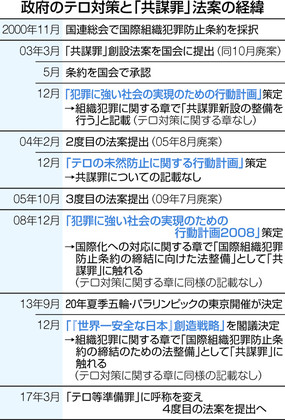 政府のテロ対策と「共謀罪」法案の経緯
2000年11月 国連総会で国際組織犯罪防止条約を採択
03年3月 「共謀罪」創設法案を国会に提出（同10月廃案）
5月 条約を国会で承認
12月 「犯罪に強い社会の実現のための行動計画」策定
→組織犯罪に関する章で「共謀罪新設の整備を
行う」と記載（テロ対策に関する章なし）
04年2月 2度目の法案提出（05年8月廃案）
12月 「テロの未然防止に関する行動計画」策定
→共謀罪についての記載なし
05年10月 3度目の法案提出（09年7月廃案）
08年12月 「犯罪に強い社会の実現のための
行動計画2008」策定
→国際化への対応に関する章で「国際組織犯罪
防止条約の締結に向けた法整備」として「共
謀罪」に触れる
（テロ対策に関する章に同様の記載なし）
13年9月 20年夏季五輪・パラリンピックの東京開催が決定
12月 「『世界一安全な日本』創造戦略」を閣議決定
→組織犯罪に関する章で「国際組織犯罪防止条
約の締結のための法整備」として「共謀罪」に
触れる
（テロ対策に関する章に同様の記載なし）
17年3月 「テロ等準備罪」に呼称を変え
4度目の法案を提出へ